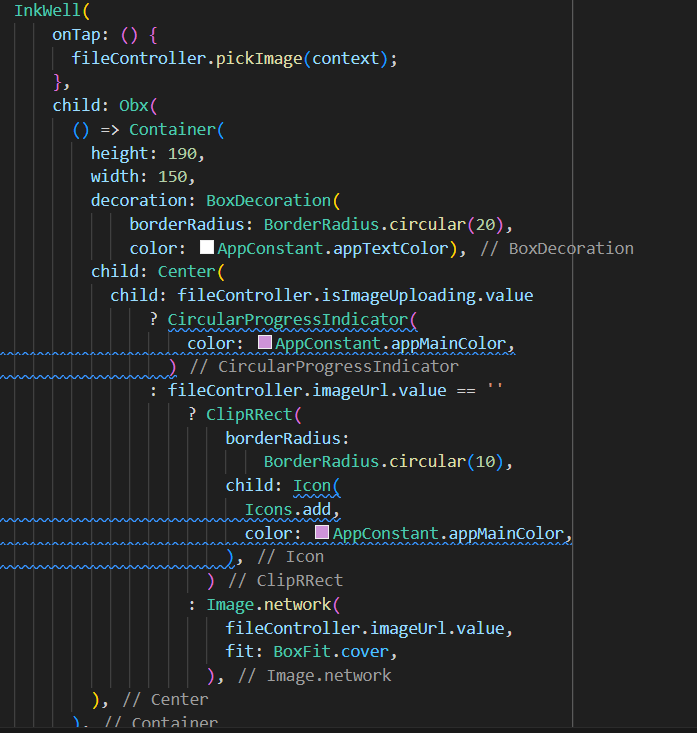 InkWell(
onTap: () {
fileController.pickImage(context);
},
child: Obx(
() => Container(
height: 190,
width: 150,
decoration: BoxDecoration(
borderRadius: BorderRadius.circular(20),
color: AppConstant.appTextColor), // BoxDecoration
child: Center(
child: fileController.isImageUploading.value
? CircularProgressIndicator(
color: AppConstant.appMainColor,
) // CircularProgressIndicator
: fileController.imageUrl.value == ''
? ClipRRect(
borderRadius:
BorderRadius.circular(10),
child: Icon(
Icons.add,
color: AppConstant.appMainColor,
), // Icon
) // ClipRRect
: Image.network(
fileController.imageUrl.value,
fit: BoxFit.cover,
), // Image.network
), // Center
), // Container